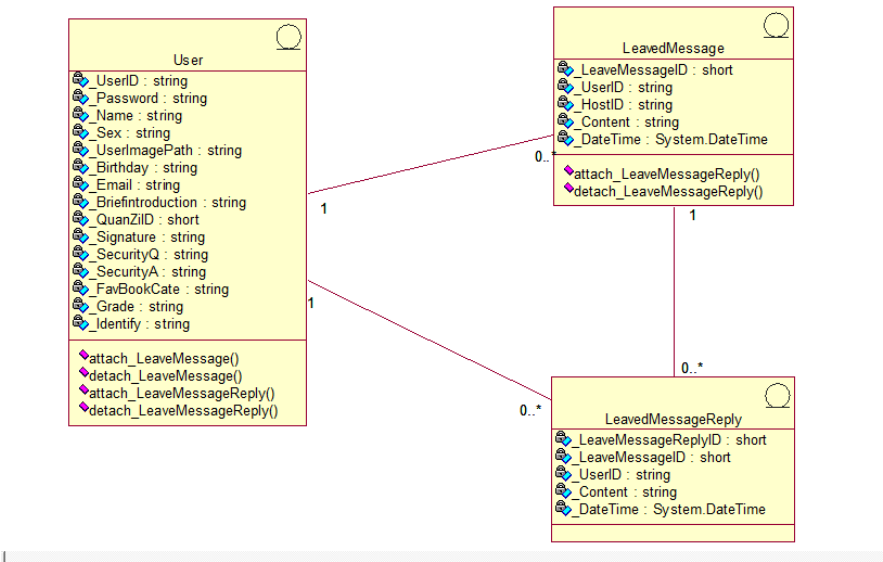 User
_UserID : string
_Password : string
_Name : string
_Sex : string
_UserImagePath : string
_Birthday : string
_Email : string
_Briefintroduction : string
_QuanZiID : short
_Signature : string
_SecurityQ : string
_SecurityA : string
_FavBookCate : string
_Grade : string
_Identify : string
attach_LeaveMessage()
detach_LeaveMessage()
attach_LeaveMessageReply()
detach_LeaveMessageReply()
LeavedMessage
_LeaveMessageID : short
_UserID : string
_HostID : string
_Content : string
_DateTime : System.DateTime
attach_LeaveMessageReply()
detach_LeaveMessageReply()
0..*
1
1
1
0..*
0..*
LeavedMessageReply
_LeaveMessageReplyID : short
_LeaveMessageID : short
_UserID : string
_Content : string
_DateTime : System.DateTime